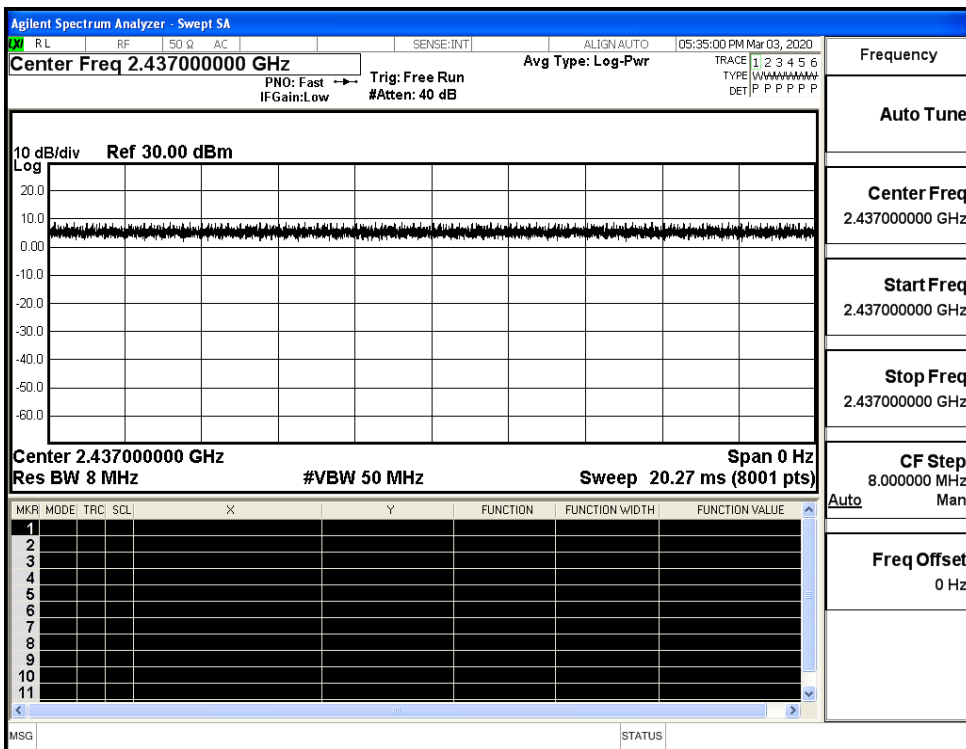 Agilent Spectrum Analyzer - Swept SA
LXI RL RF 50 Ω AC SENSE:INT ALIGN AUTO 05:35:00 PM Mar 03, 2020
Center Freq 2.437000000 GHz
PNO: Fast
IFGain:Low
Trig: Free Run
#Atten: 40 dB
Avg Type: Log-Pwr
TRACE 1 2 3 4 5 6
TYPE WWWWWW
DET P P P P P P
10 dB/div Ref 30.00 dBm
Log
20.0
10.0
0.00
-10.0
-20.0
-30.0
-40.0
-50.0
-60.0
Center 2.437000000 GHz Span 0 Hz
Res BW 8 MHz #VBW 50 MHz Sweep 20.27 ms (8001 pts)
MKR MODE TRC SCL X Y FUNCTION FUNCTION WIDTH FUNCTION VALUE
1
2
3
4
5
6
7
8
9
10
11
MSG STATUS
Frequency
Auto Tune
Center Freq
2.437000000 GHz
Start Freq
2.437000000 GHz
Stop Freq
2.437000000 GHz
CF Step
8.000000 MHz
Auto Man
Freq Offset
0 Hz